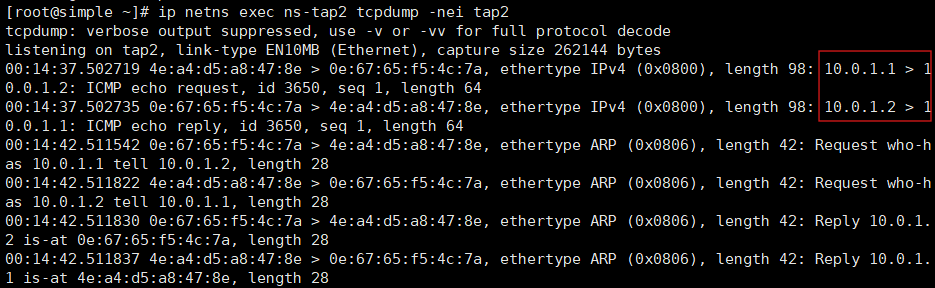 [root@simple ~]# ip netns exec ns-tap2 tcpdump -nei tap2
tcpdump: verbose output suppressed, use -v or -vv for full protocol decode
listening on tap2, link-type EN10MB (Ethernet), capture size 262144 bytes
00:14:37.502719 4e:a4:d5:a8:47:8e > 0e:67:65:f5:4c:7a, ethertype IPv4 (0x0800), length 98: 10.0.1.1 > 1
0.0.1.2: ICMP echo request, id 3650, seq 1, length 64
00:14:37.502735 0e:67:65:f5:4c:7a > 4e:a4:d5:a8:47:8e, ethertype IPv4 (0x0800), length 98: 10.0.1.2 > 1
0.0.1.1: ICMP echo reply, id 3650, seq 1, length 64
00:14:42.511542 0e:67:65:f5:4c:7a > 4e:a4:d5:a8:47:8e, ethertype ARP (0x0806), length 42: Request who-h
as 10.0.1.1 tell 10.0.1.2, length 28
00:14:42.511822 4e:a4:d5:a8:47:8e > 0e:67:65:f5:4c:7a, ethertype ARP (0x0806), length 42: Request who-h
as 10.0.1.2 tell 10.0.1.1, length 28
00:14:42.511830 0e:67:65:f5:4c:7a > 4e:a4:d5:a8:47:8e, ethertype ARP (0x0806), length 42: Reply 10.0.1.
2 is-at 0e:67:65:f5:4c:7a, length 28
00:14:42.511837 4e:a4:d5:a8:47:8e > 0e:67:65:f5:4c:7a, ethertype ARP (0x0806), length 42: Reply 10.0.1.
1 is-at 4e:a4:d5:a8:47:8e, length 28